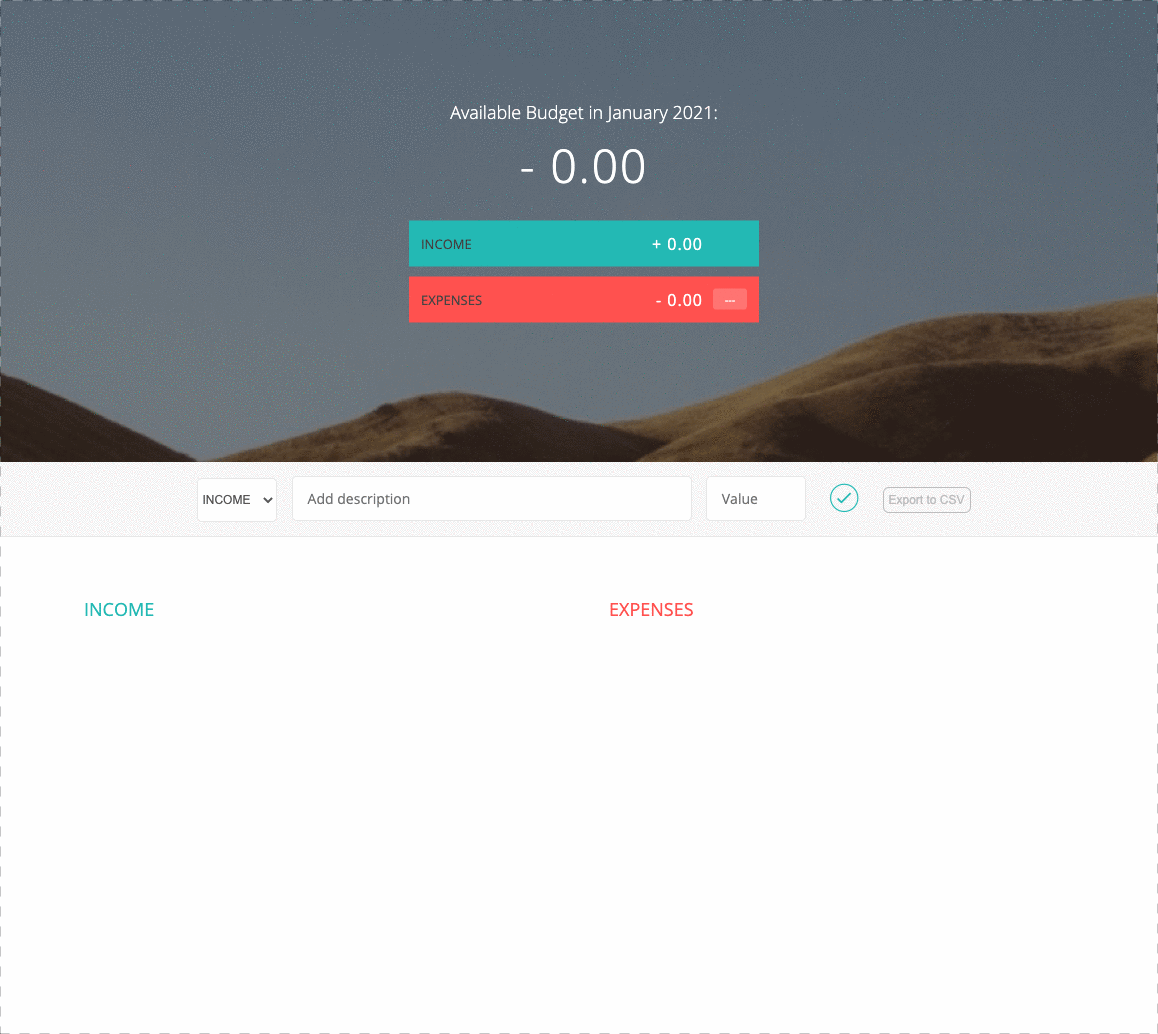 Available Budget in January 2021:
- 0.00
INCOME + 0.00
EXPENSES - 0.00 ---
INCOME Add description Value Export to CSV
INCOME EXPENSES